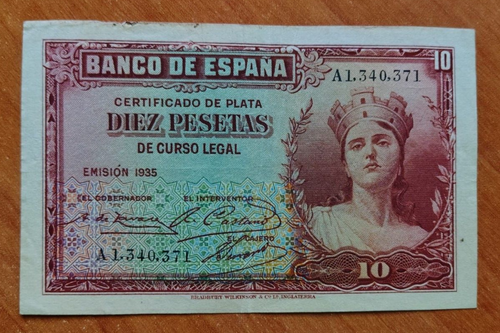 BANCO DE ESPAÑA
10
A1,340,371
CERTIFICADO DE PLATA
DIEZ PESETAS
DE CURSO LEGAL
EMISIÓN 1935
EL GOBERNADOR
EL INTERVENTOR
EL CAJERO
A1,340,371
10
BRADBURY WILKINSON & Cº Lᴰ. INGLATERRA